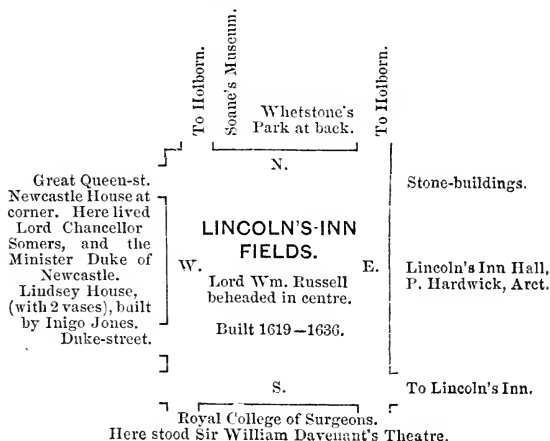 To Holborn.
Soane's Museum.
Whetstone's
Park at back.
To Holborn.
N.
Great Queen-st.
Newcastle House at
corner. Here lived
Lord Chancellor
Somers, and the
Minister Duke of
Newcastle.
Lindsey House,
(with 2 vases), built
by Inigo Jones.
Duke-street.
W.
LINCOLN'S-INN
FIELDS.
Lord Wm. Russell
beheaded in centre.
Built 1619–1636.
E.
Stone-buildings.
Lincoln's Inn Hall,
P. Hardwick, Arct.
To Lincoln's Inn.
S.
Royal College of Surgeons.
Here stood Sir William Davenant's Theatre.